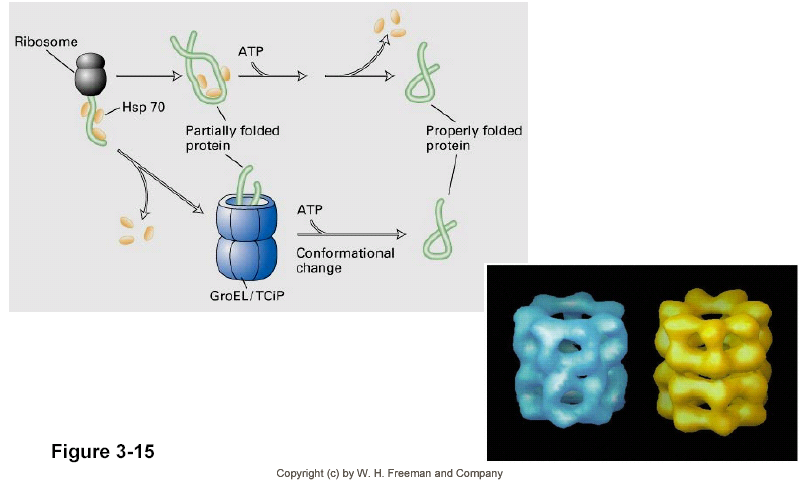 Ribosome
ATP
Hsp 70
Partially folded
protein
Properly folded
protein
ATP
Conformational
change
GroEL/TCiP
Figure 3-15
Copyright (c) by W. H. Freeman and Company